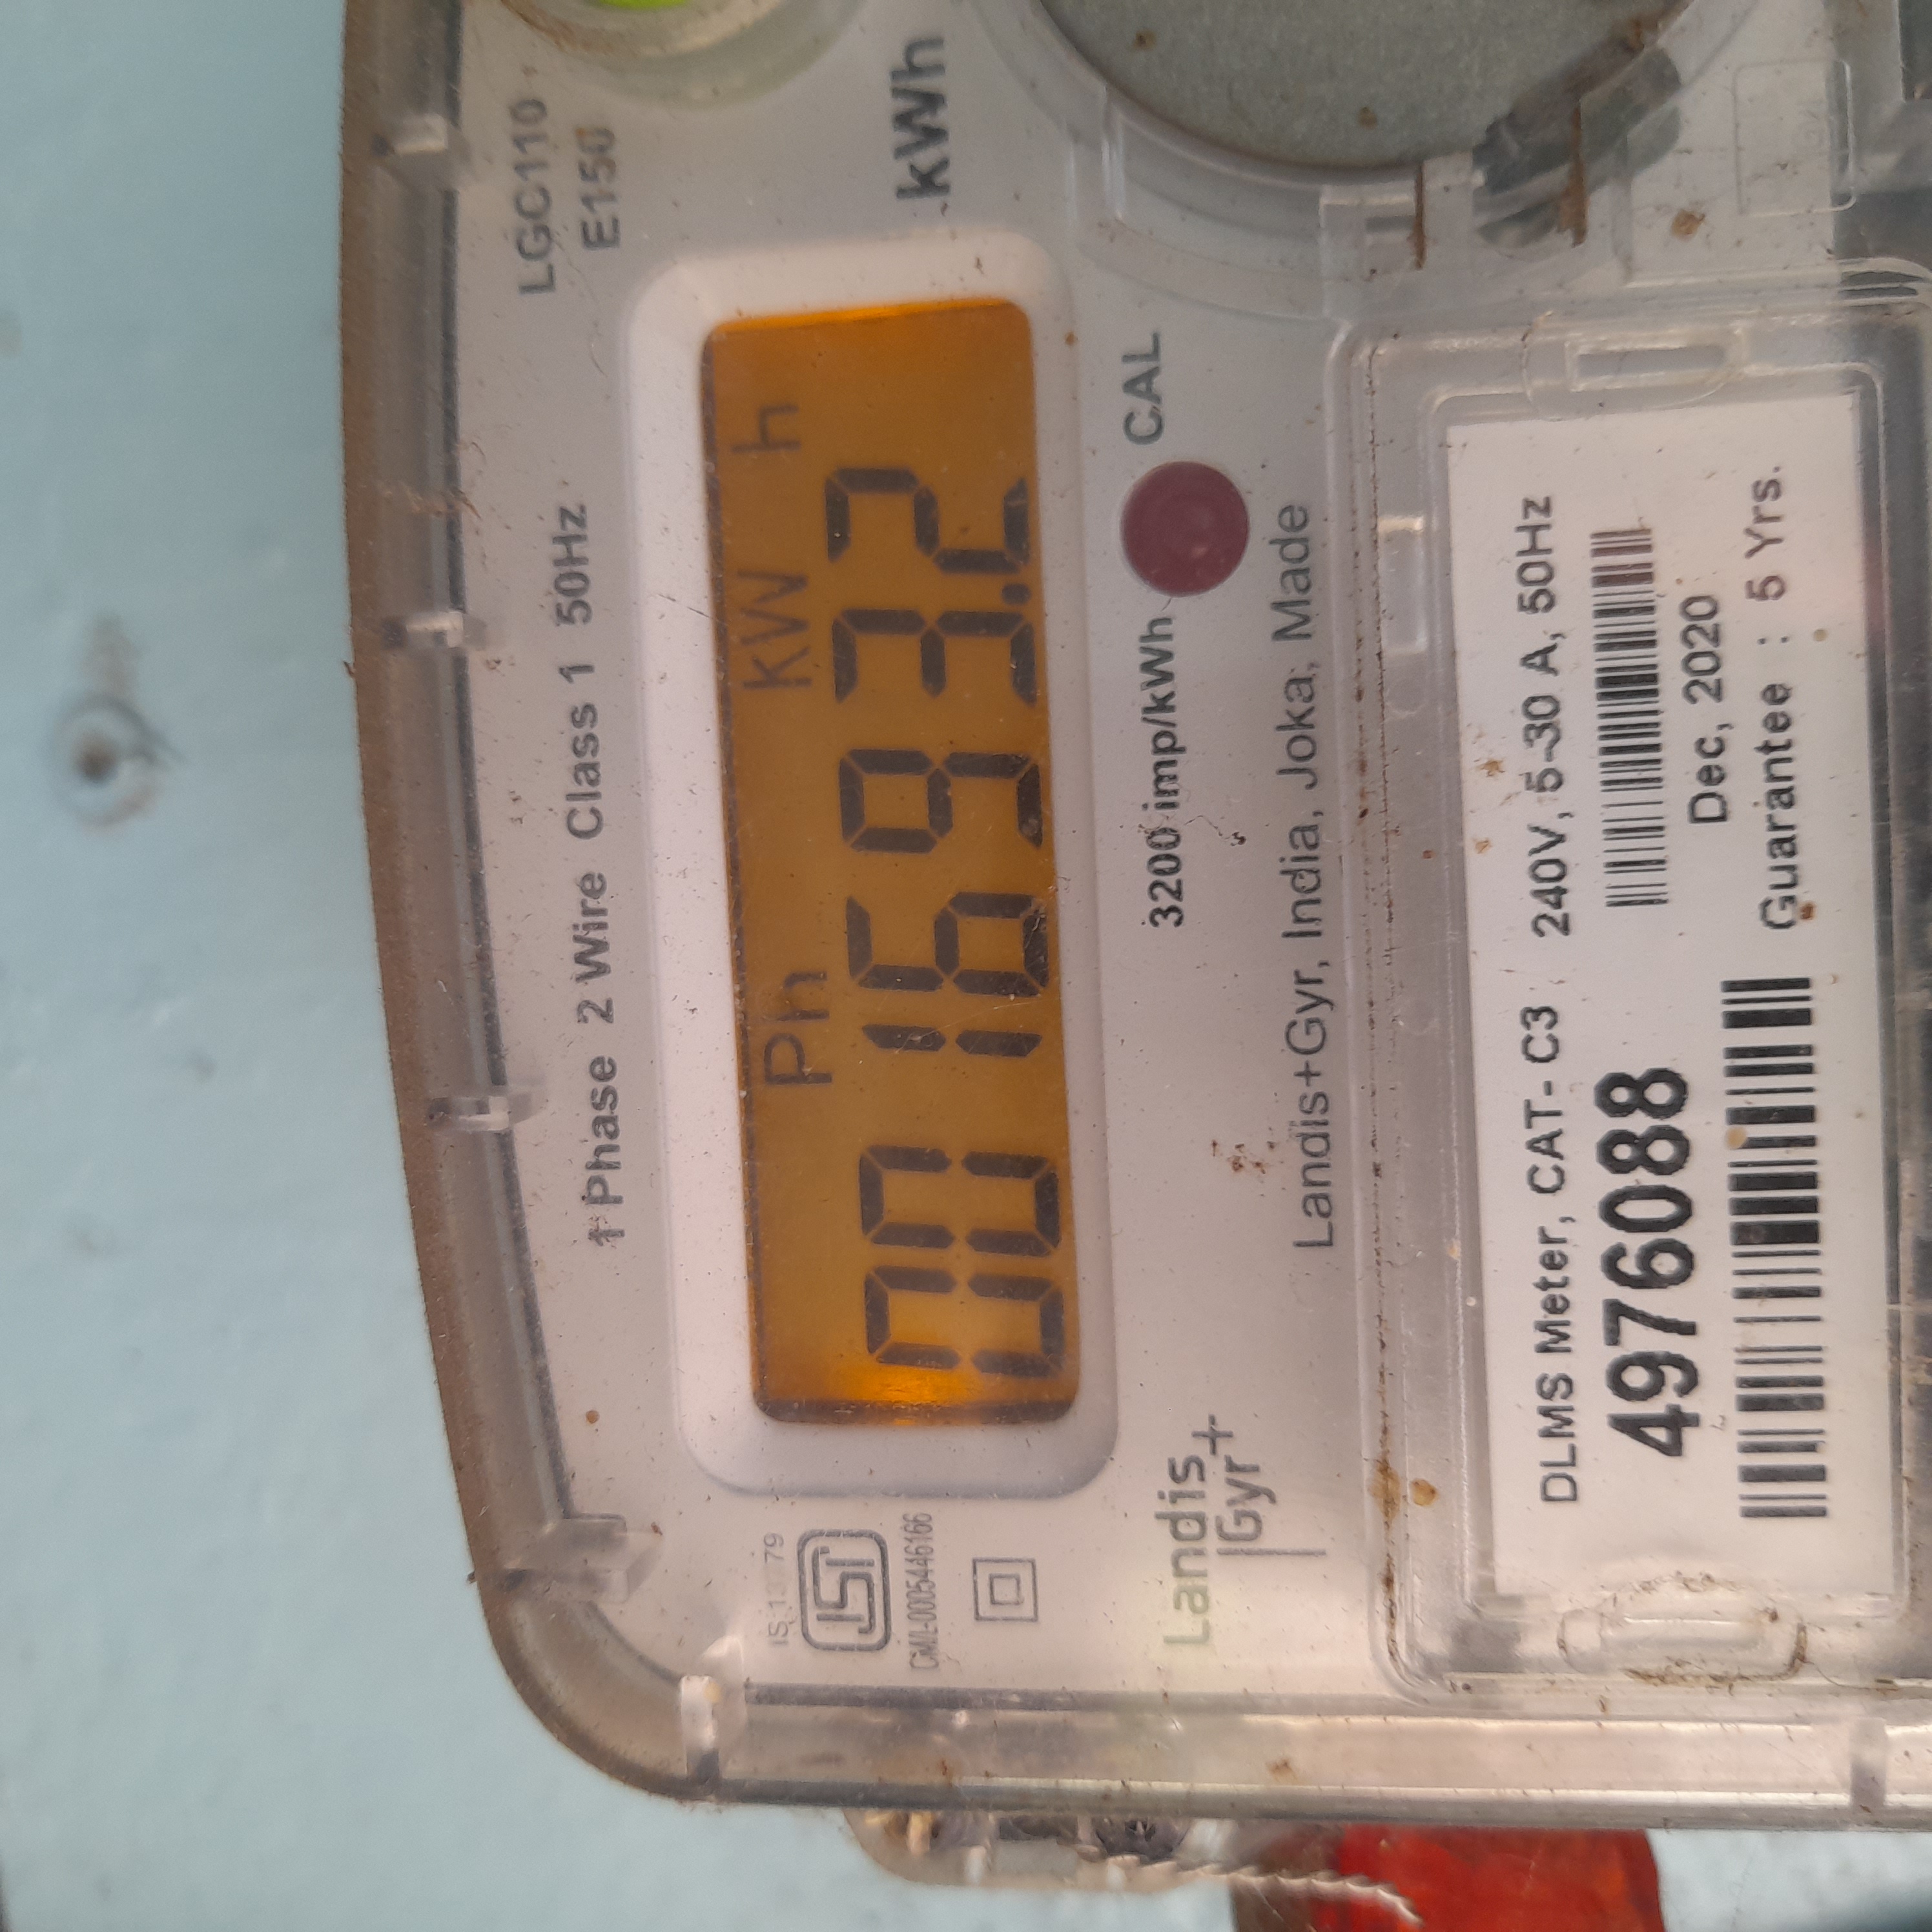 LGC110
E150
kWh
1 Phase 2 Wire Class 1 50Hz
Ph kW h
00 1693.2
CM/L-0005446166
3200 imp/kWh CAL
Landis
Gyr+
Landis+Gyr, India, Joka, Made
DLMS Meter, CAT-C3 240V, 5-30 A, 50Hz
4976088
Dec, 2020
Guarantee : 5 Yrs.